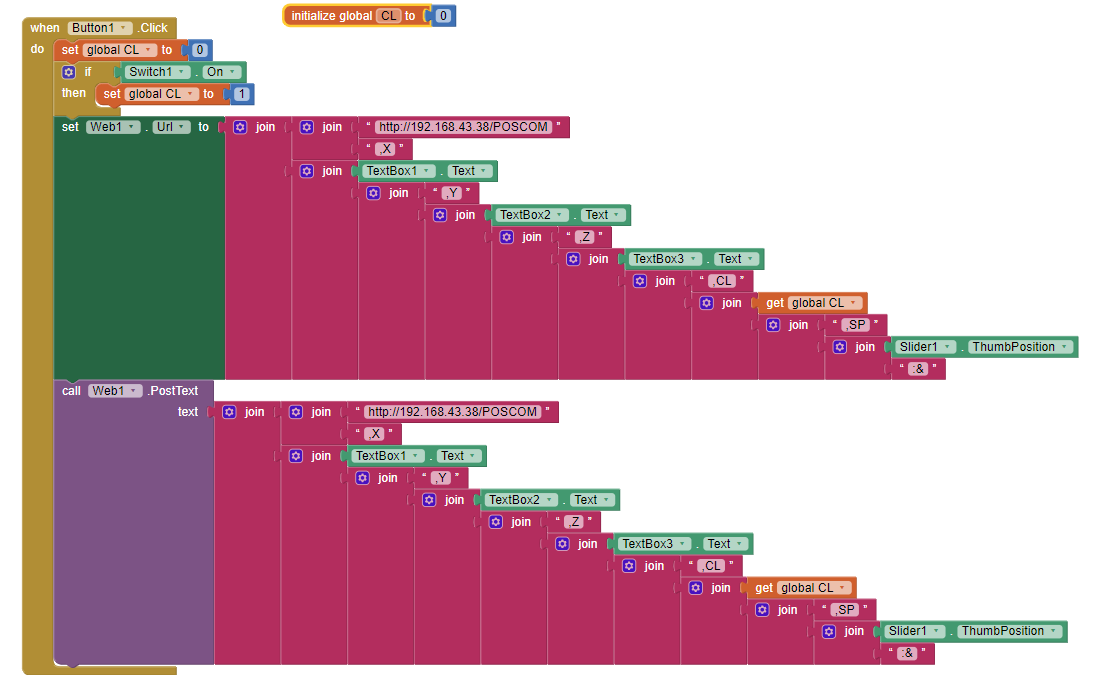 initialize global CL to 0
when Button1 .Click
do set global CL to 0
if Switch1 . On
then set global CL to 1
set Web1 . Url to join join " http://192.168.43.38/POSCOM "
" ,X "
join TextBox1 . Text
join " ,Y "
join TextBox2 . Text
join " ,Z "
join TextBox3 . Text
join " ,CL "
join get global CL
join " ,SP "
join Slider1 . ThumbPosition
" :& "
call Web1 .PostText
text join join " http://192.168.43.38/POSCOM "
" ,X "
join TextBox1 . Text
join " ,Y "
join TextBox2 . Text
join " ,Z "
join TextBox3 . Text
join " ,CL "
join get global CL
join " ,SP "
join Slider1 . ThumbPosition
" :& "